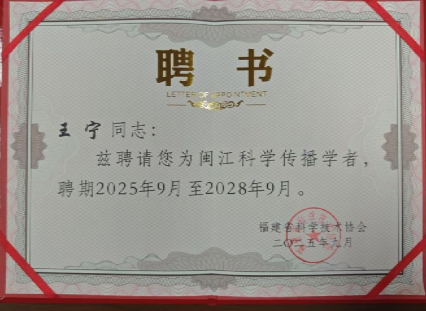 聘 书
LETTER OF APPOINTMENT
王宁同志：
兹聘请您为闽江科学传播学者，
聘期2025年9月至2028年9月。
福建省科学技术协会
二〇二五年九月